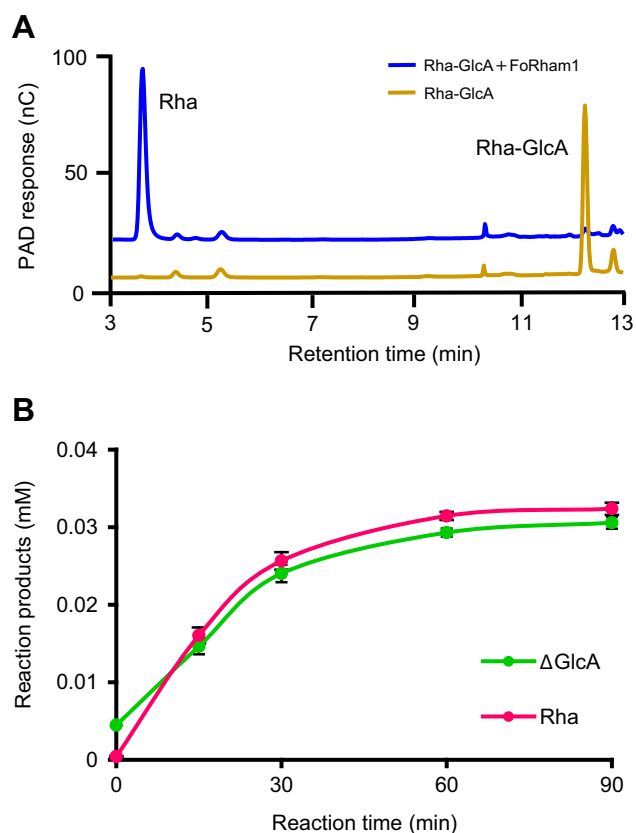 A
PAD response (nC)
100
50
0
Rha
Rha-GlcA+FoRham1
Rha-GlcA
Rha-GlcA
3 5 7 9 11 13
Retention time (min)
B
Reaction products (mM)
0.04
0.03
0.02
0.01
0
ΔGlcA
Rha
0 30 60 90
Reaction time (min)